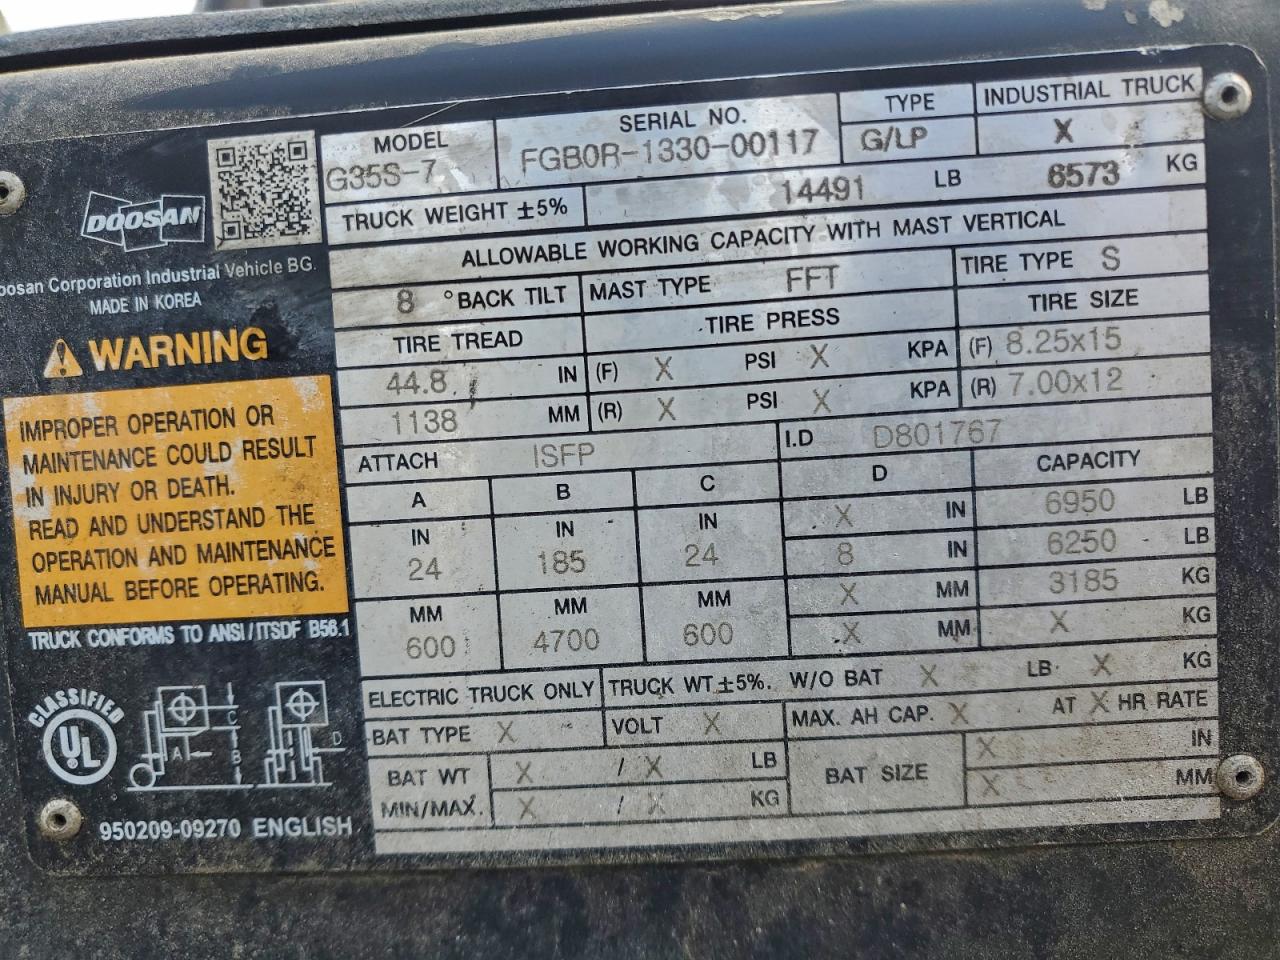 DOOSAN
Doosan Corporation Industrial Vehicle BG.
MADE IN KOREA
WARNING
IMPROPER OPERATION OR
MAINTENANCE COULD RESULT
IN INJURY OR DEATH.
READ AND UNDERSTAND THE
OPERATION AND MAINTENANCE
MANUAL BEFORE OPERATING.
TRUCK CONFORMS TO ANSI/ITSDF B56.1
CLASSIFIED
UL
A B C D
950209-09270 ENGLISH
MODEL SERIAL NO. TYPE INDUSTRIAL TRUCK
G35S-7 FGB0R-1330-00117 G/LP X
TRUCK WEIGHT ±5% 14491 LB 6573 KG
ALLOWABLE WORKING CAPACITY WITH MAST VERTICAL
8 °BACK TILT MAST TYPE FFT TIRE TYPE S
TIRE TREAD TIRE PRESS TIRE SIZE
44.8 IN (F) X PSI X KPA (F) 8.25x15
1138 MM (R) X PSI X KPA (R) 7.00x12
ATTACH ISFP I.D D801767
A B C D CAPACITY
IN IN IN X IN 6950 LB
24 185 24 8 IN 6250 LB
MM MM MM X MM 3185 KG
600 4700 600 X MM X KG
ELECTRIC TRUCK ONLY TRUCK WT ±5%. W/O BAT X LB X KG
BAT TYPE X VOLT X MAX. AH CAP. X AT X HR RATE
BAT WT X / X LB BAT SIZE X IN
MIN/MAX. X / X KG X MM